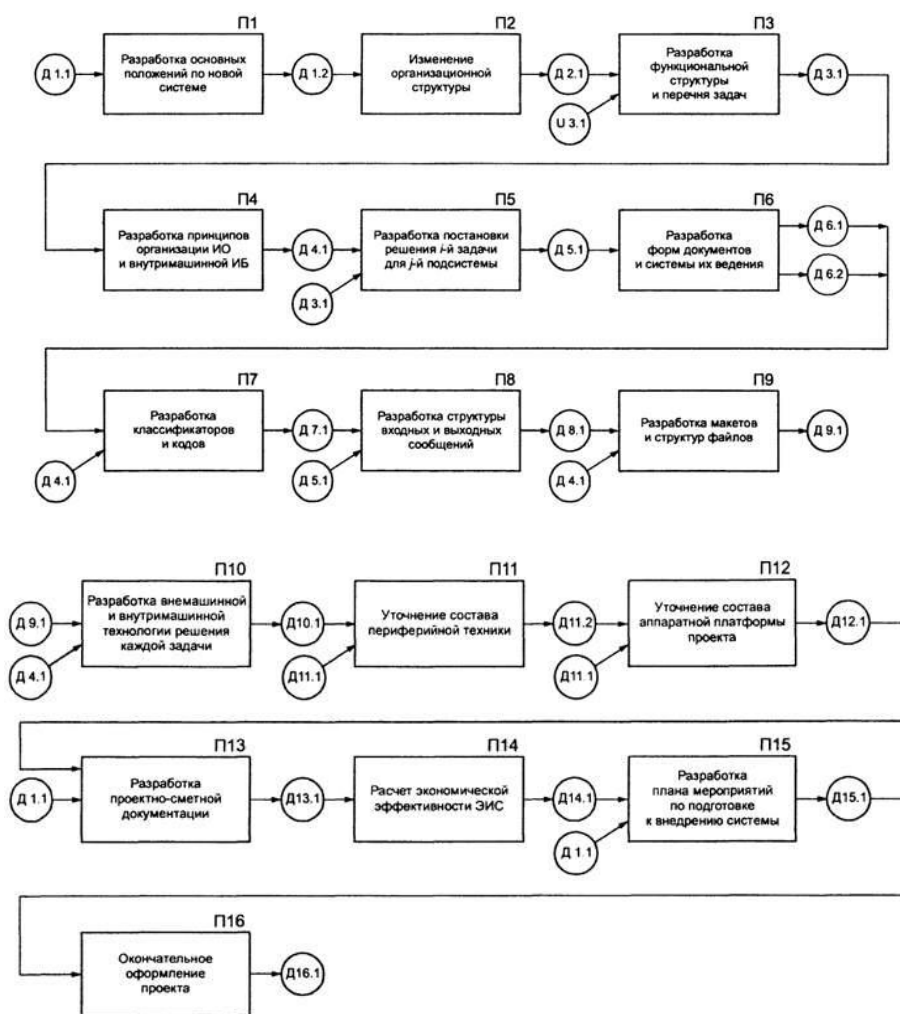 П1
П2
П3
Д 1.1
Разработка основных
положений по новой
системе
Д 1.2
Изменение
организационной
структуры
Д 2.1
U 3.1
Разработка
функциональной
структуры
и перечня задач
Д 3.1
П4
П5
П6
Разработка принципов
организации ИО
и внутримашинной ИБ
Д 4.1
Д 3.1
Разработка постановки
решения i-й задачи
для j-й подсистемы
Д 5.1
Разработка
форм документов
и системы их ведения
Д 6.1
Д 6.2
П7
П8
П9
Д 4.1
Разработка
классификаторов
и кодов
Д 7.1
Д 5.1
Разработка структуры
входных и выходных
сообщений
Д 8.1
Д 4.1
Разработка макетов
и структур файлов
Д 9.1
П10
П11
П12
Д 9.1
Д 4.1
Разработка внемашинной
и внутримашинной
технологии решения
каждой задачи
Д10.1
Д11.1
Уточнение состава
периферийной техники
Д11.2
Д11.1
Уточнение состава
аппаратной платформы
проекта
Д12.1
П13
П14
П15
Д 1.1
Разработка
проектно-сметной
документации
Д13.1
Расчет экономической
эффективности ЭИС
Д14.1
Д 1.1
Разработка
плана мероприятий
по подготовке
к внедрению системы
Д15.1
П16
Окончательное
оформление
проекта
Д16.1